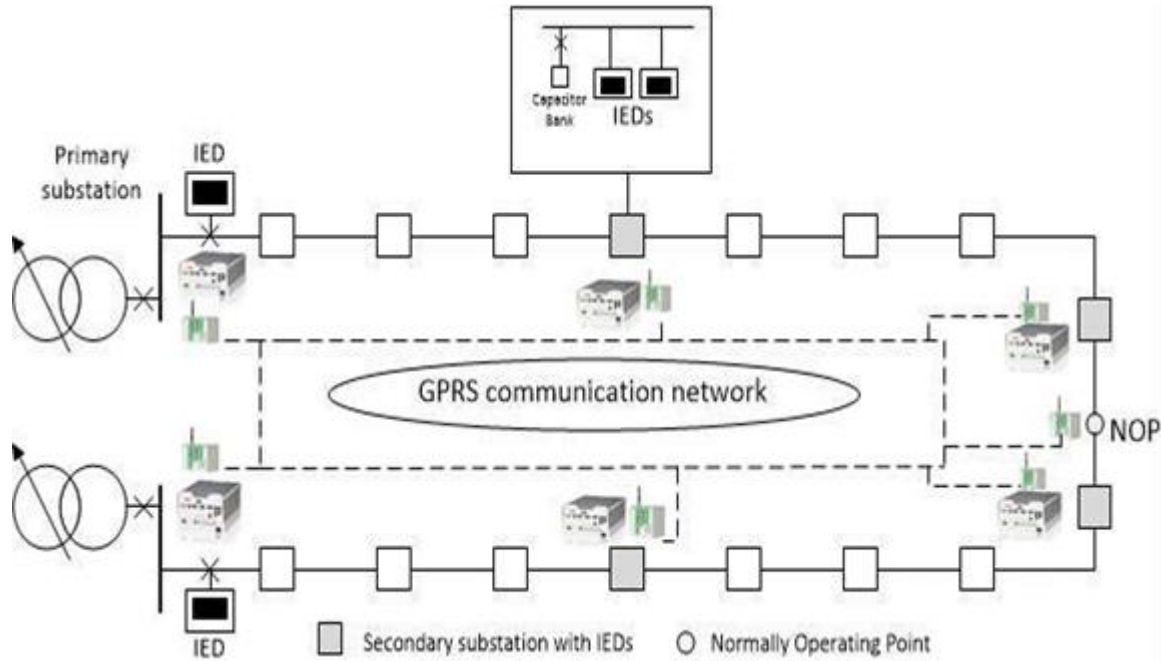 Capacitor
Bank
IEDs
Primary
substation
IED
GPRS communication network
NOP
IED
Secondary substation with IEDs
Normally Operating Point